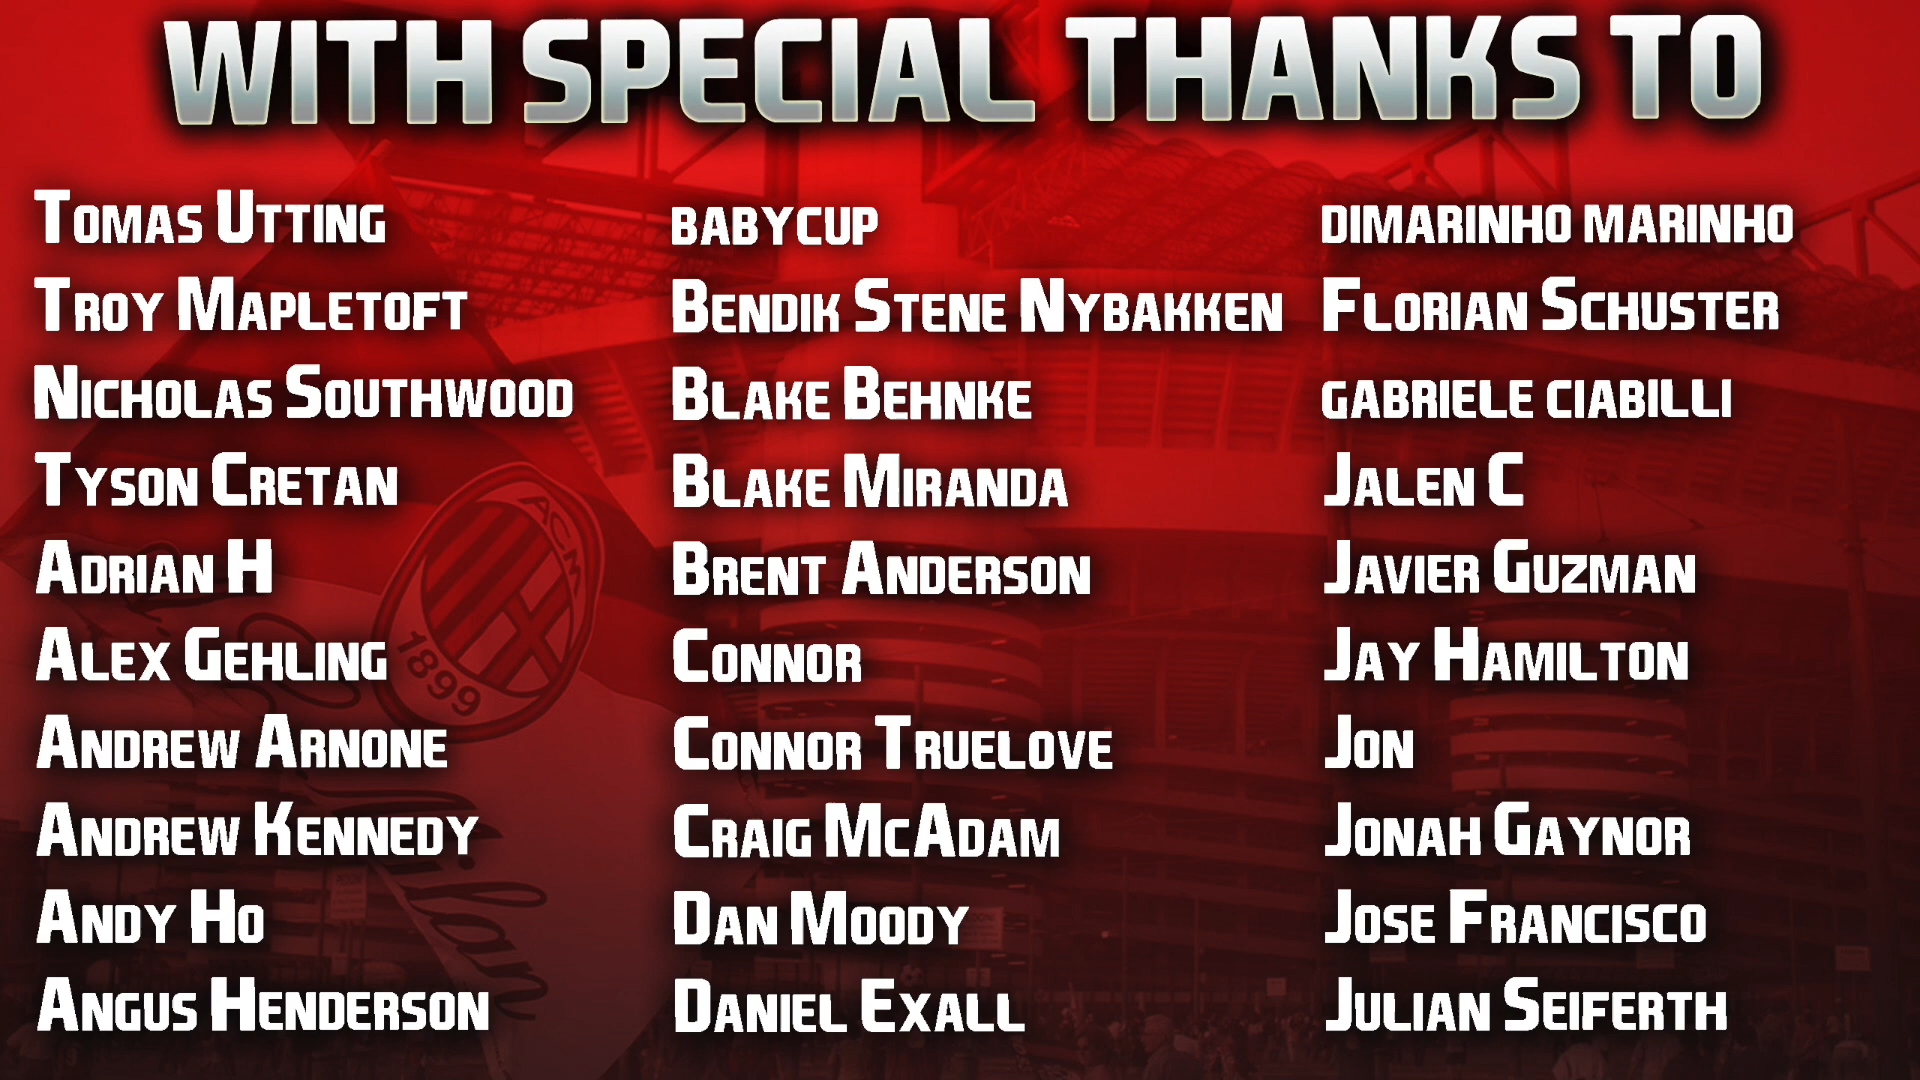 WITH SPECIAL THANKS TO
Tomas Utting
Troy Mapletoft
Nicholas Southwood
Tyson Cretan
Adrian H
Alex Gehling
Andrew Arnone
Andrew Kennedy
Andy Ho
Angus Henderson
babycup
Bendik Stene Nybakken
Blake Behnke
Blake Miranda
Brent Anderson
Connor
Connor Truelove
Craig McAdam
Dan Moody
Daniel Exall
dimarinho marinho
Florian Schuster
gabriele ciabilli
Jalen C
Javier Guzman
Jay Hamilton
Jon
Jonah Gaynor
Jose Francisco
Julian Seiferth
ACM
1899
Milan